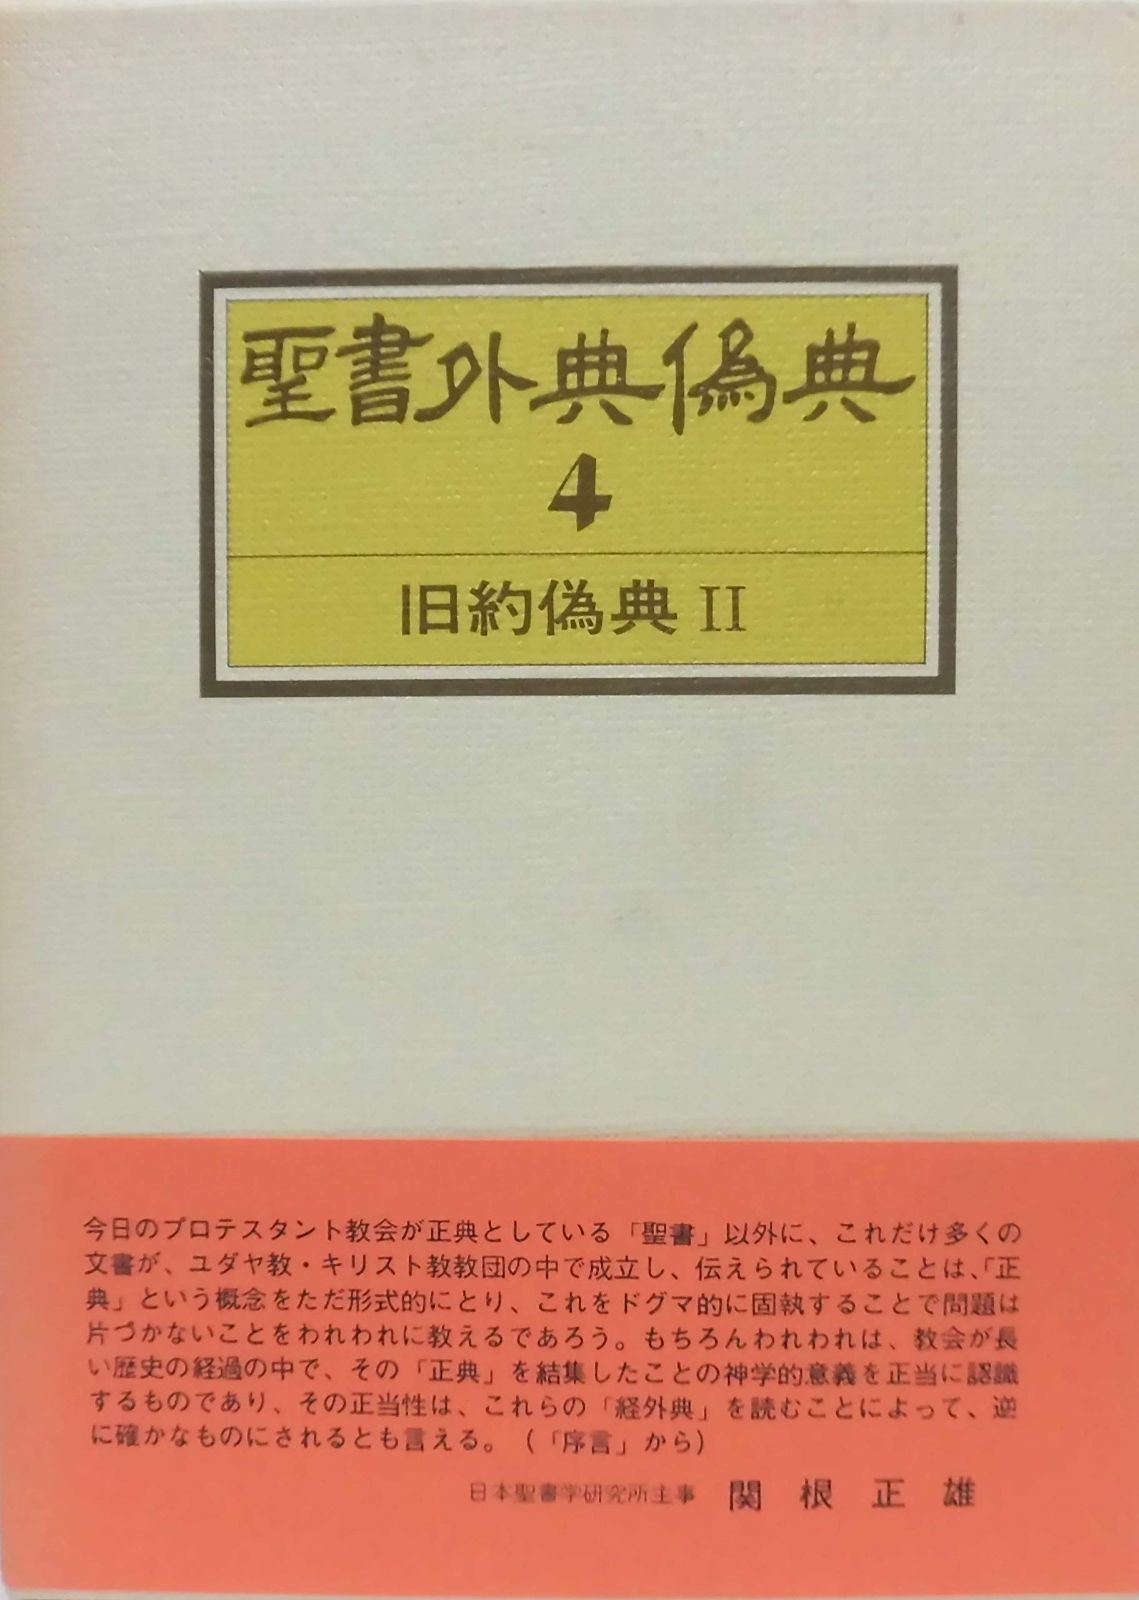 聖書外典偽典
4
旧約偽典 II
今日のプロテスタント教会が正典としている「聖書」以外に、これだけ多くの
文書が、ユダヤ教・キリスト教教団の中で成立し、伝えられていることは、「正
典」という概念をただ形式的にとり、これをドグマ的に固執することで問題は
片づかないことをわれわれに教えるであろう。もちろんわれわれは、教会が長
い歴史の経過の中で、その「正典」を結集したことの神学的意義を正当に認識
するものであり、その正当性は、これらの「経外典」を読むことによって、逆
に確かなものにされるとも言える。（「序言」から）
日本聖書学研究所主事 関根正雄